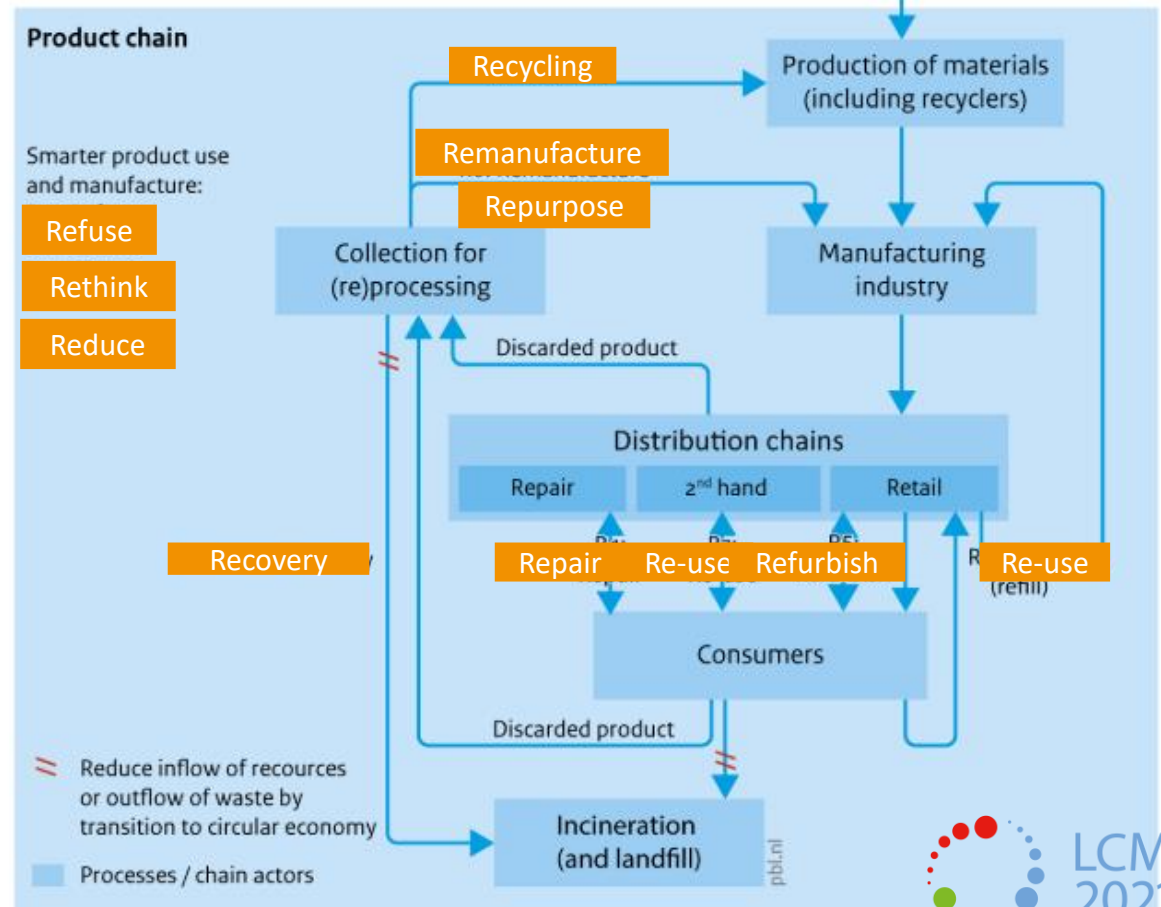 Product chain
Recycling
Production of materials
(including recyclers)
Smarter product use
and manufacture:
Remanufacture
Repurpose
Refuse
Rethink
Reduce
Collection for
(re)processing
Manufacturing
industry
Discarded product
Distribution chains
Repair
2nd hand
Retail
Recovery
Repair
Re-use
Refurbish
Re-use
(refill)
Consumers
Discarded product
Reduce inflow of recources
or outflow of waste by
transition to circular economy
Incineration
(and landfill)
pbl.nl
Processes / chain actors
LCM
202